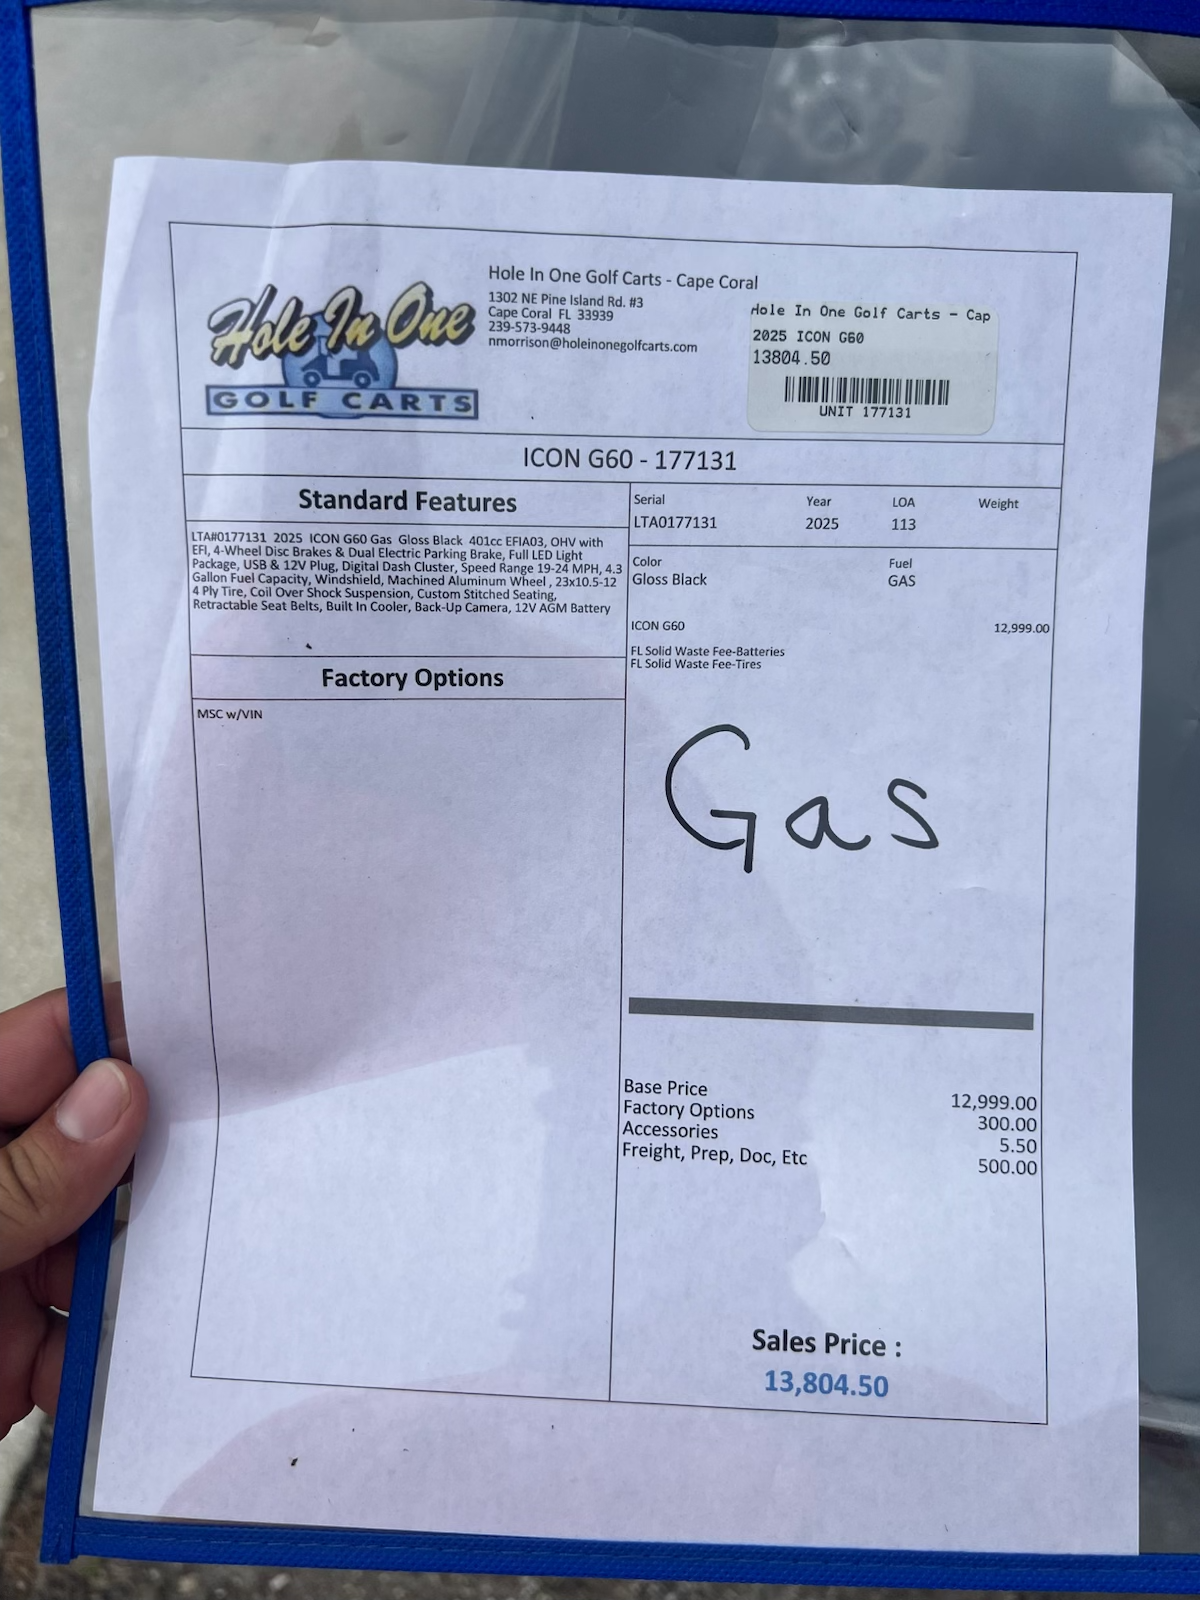 Hole In One
GOLF CARTS
Hole In One Golf Carts - Cape Coral
1302 NE Pine Island Rd. #3
Cape Coral FL 33939
239-573-9448
nmorrison@holeinonegolfcarts.com
Hole In One Golf Carts - Cap
2025 ICON G60
13804.50
UNIT 177131
ICON G60 - 177131
Standard Features
LTA#0177131 2025 ICON G60 Gas Gloss Black 401cc EFIA03, OHV with
EFI, 4-Wheel Disc Brakes & Dual Electric Parking Brake, Full LED Light
Package, USB & 12V Plug, Digital Dash Cluster, Speed Range 19-24 MPH, 4.3
Gallon Fuel Capacity, Windshield, Machined Aluminum Wheel , 23x10.5-12
4 Ply Tire, Coil Over Shock Suspension, Custom Stitched Seating,
Retractable Seat Belts, Built In Cooler, Back-Up Camera, 12V AGM Battery
Factory Options
MSC w/VIN
Serial Year LOA Weight
LTA0177131 2025 113
Color Fuel
Gloss Black GAS
ICON G60 12,999.00
FL Solid Waste Fee-Batteries
FL Solid Waste Fee-Tires
Gas
Base Price 12,999.00
Factory Options 300.00
Accessories 5.50
Freight, Prep, Doc, Etc 500.00
Sales Price :
13,804.50